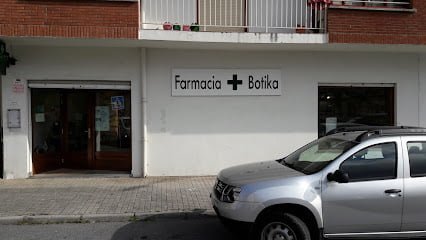 Farmacia + Botika